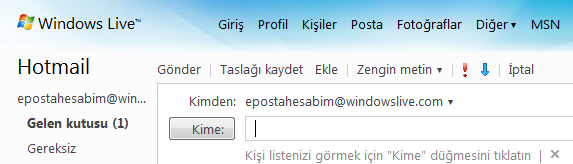 Windows Live™ Giriş Profil Kişiler Posta Fotoğraflar Diğer MSN
Hotmail Gönder Taslağı kaydet Ekle Zengin metin İptal
epostahesabim@win... Kimden: epostahesabim@windowslive.com
Gelen kutusu (1) Kime:
Gereksiz Kişi listenizi görmek için "Kime" düğmesini tıklatın